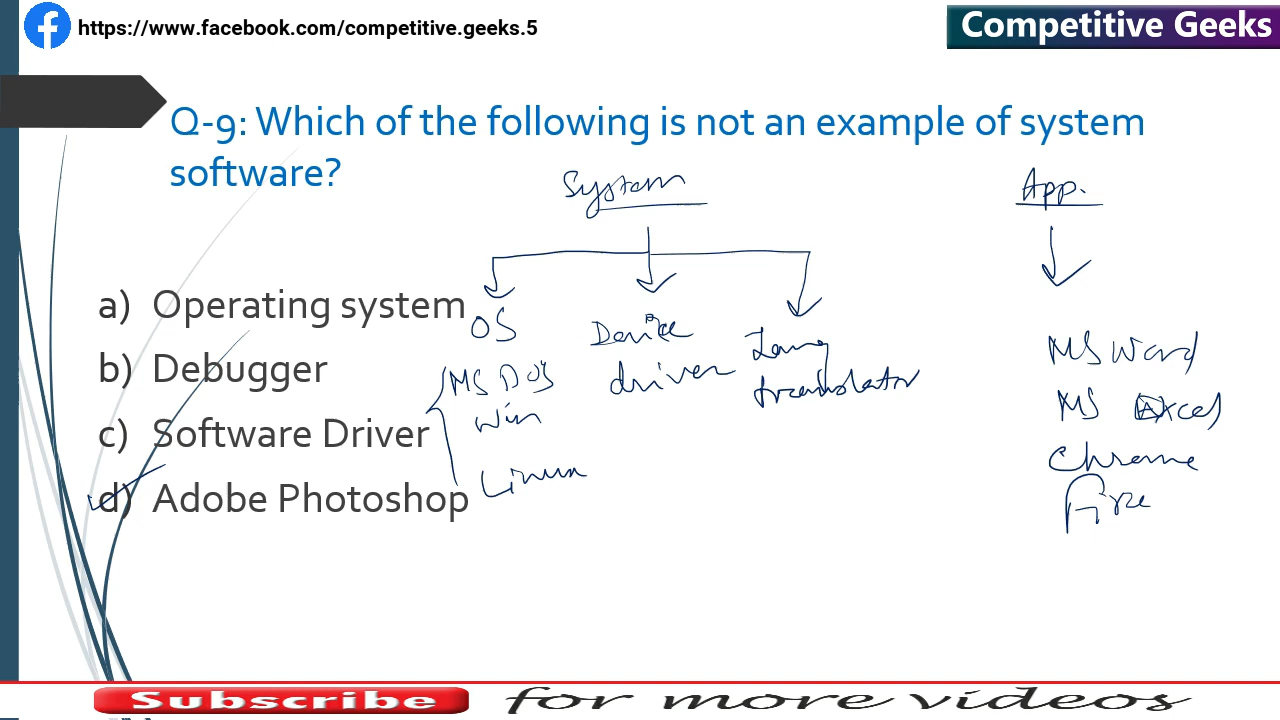 https://www.facebook.com/competitive.geeks.5
Competitive Geeks
Q-9: Which of the following is not an example of system
software?
System
App.
a) Operating system
b) Debugger
c) Software Driver
d) Adobe Photoshop
OS
MS DOS
Win
Linux
Device
driver
Lang
translator
MS Word
MS Excel
Chrome
Fire
Subscribe for more videos